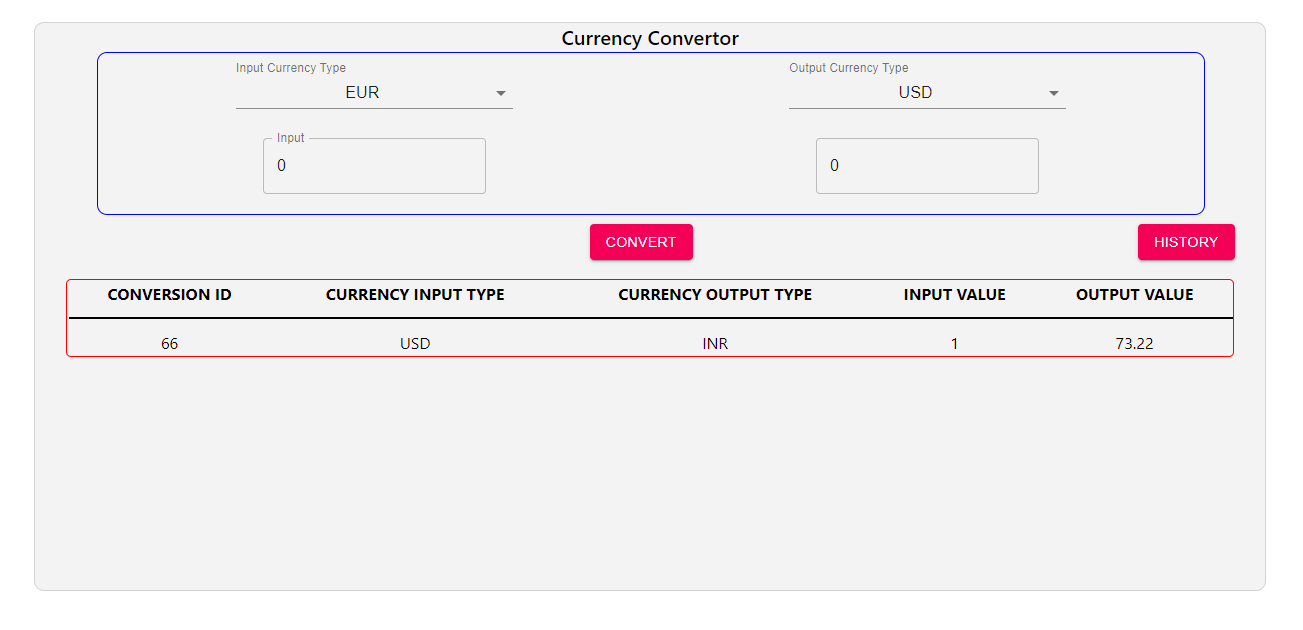 Currency Convertor
Input Currency Type Output Currency Type
EUR USD
Input
0 0
CONVERT HISTORY
CONVERSION ID CURRENCY INPUT TYPE CURRENCY OUTPUT TYPE INPUT VALUE OUTPUT VALUE
66 USD INR 1 73.22